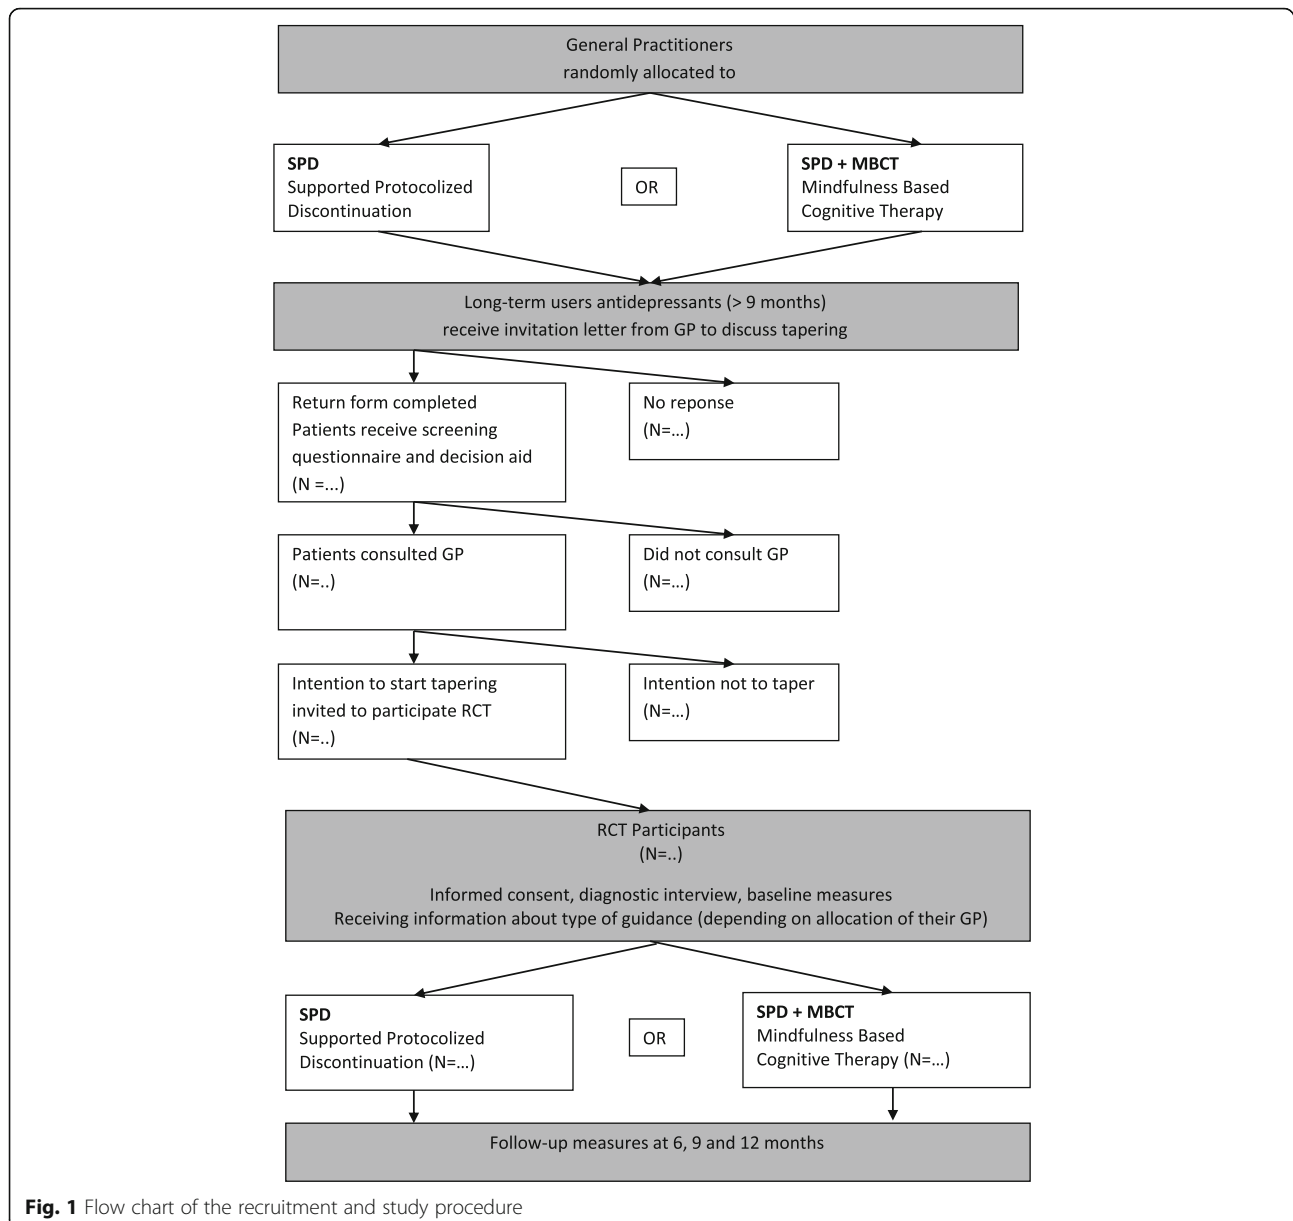 General Practitioners
randomly allocated to
SPD
Supported Protocolized
Discontinuation
OR
SPD + MBCT
Mindfulness Based
Cognitive Therapy
Long-term users antidepressants (> 9 months)
receive invitation letter from GP to discuss tapering
Return form completed
Patients receive screening
questionnaire and decision aid
(N =...)
No reponse
(N=...)
Patients consulted GP
(N=..)
Did not consult GP
(N=...)
Intention to start tapering
invited to participate RCT
(N=..)
Intention not to taper
(N=...)
RCT Participants
(N=..)
Informed consent, diagnostic interview, baseline measures
Receiving information about type of guidance (depending on allocation of their GP)
SPD
Supported Protocolized
Discontinuation (N=...)
OR
SPD + MBCT
Mindfulness Based
Cognitive Therapy (N=...)
Follow-up measures at 6, 9 and 12 months
Fig. 1 Flow chart of the recruitment and study procedure